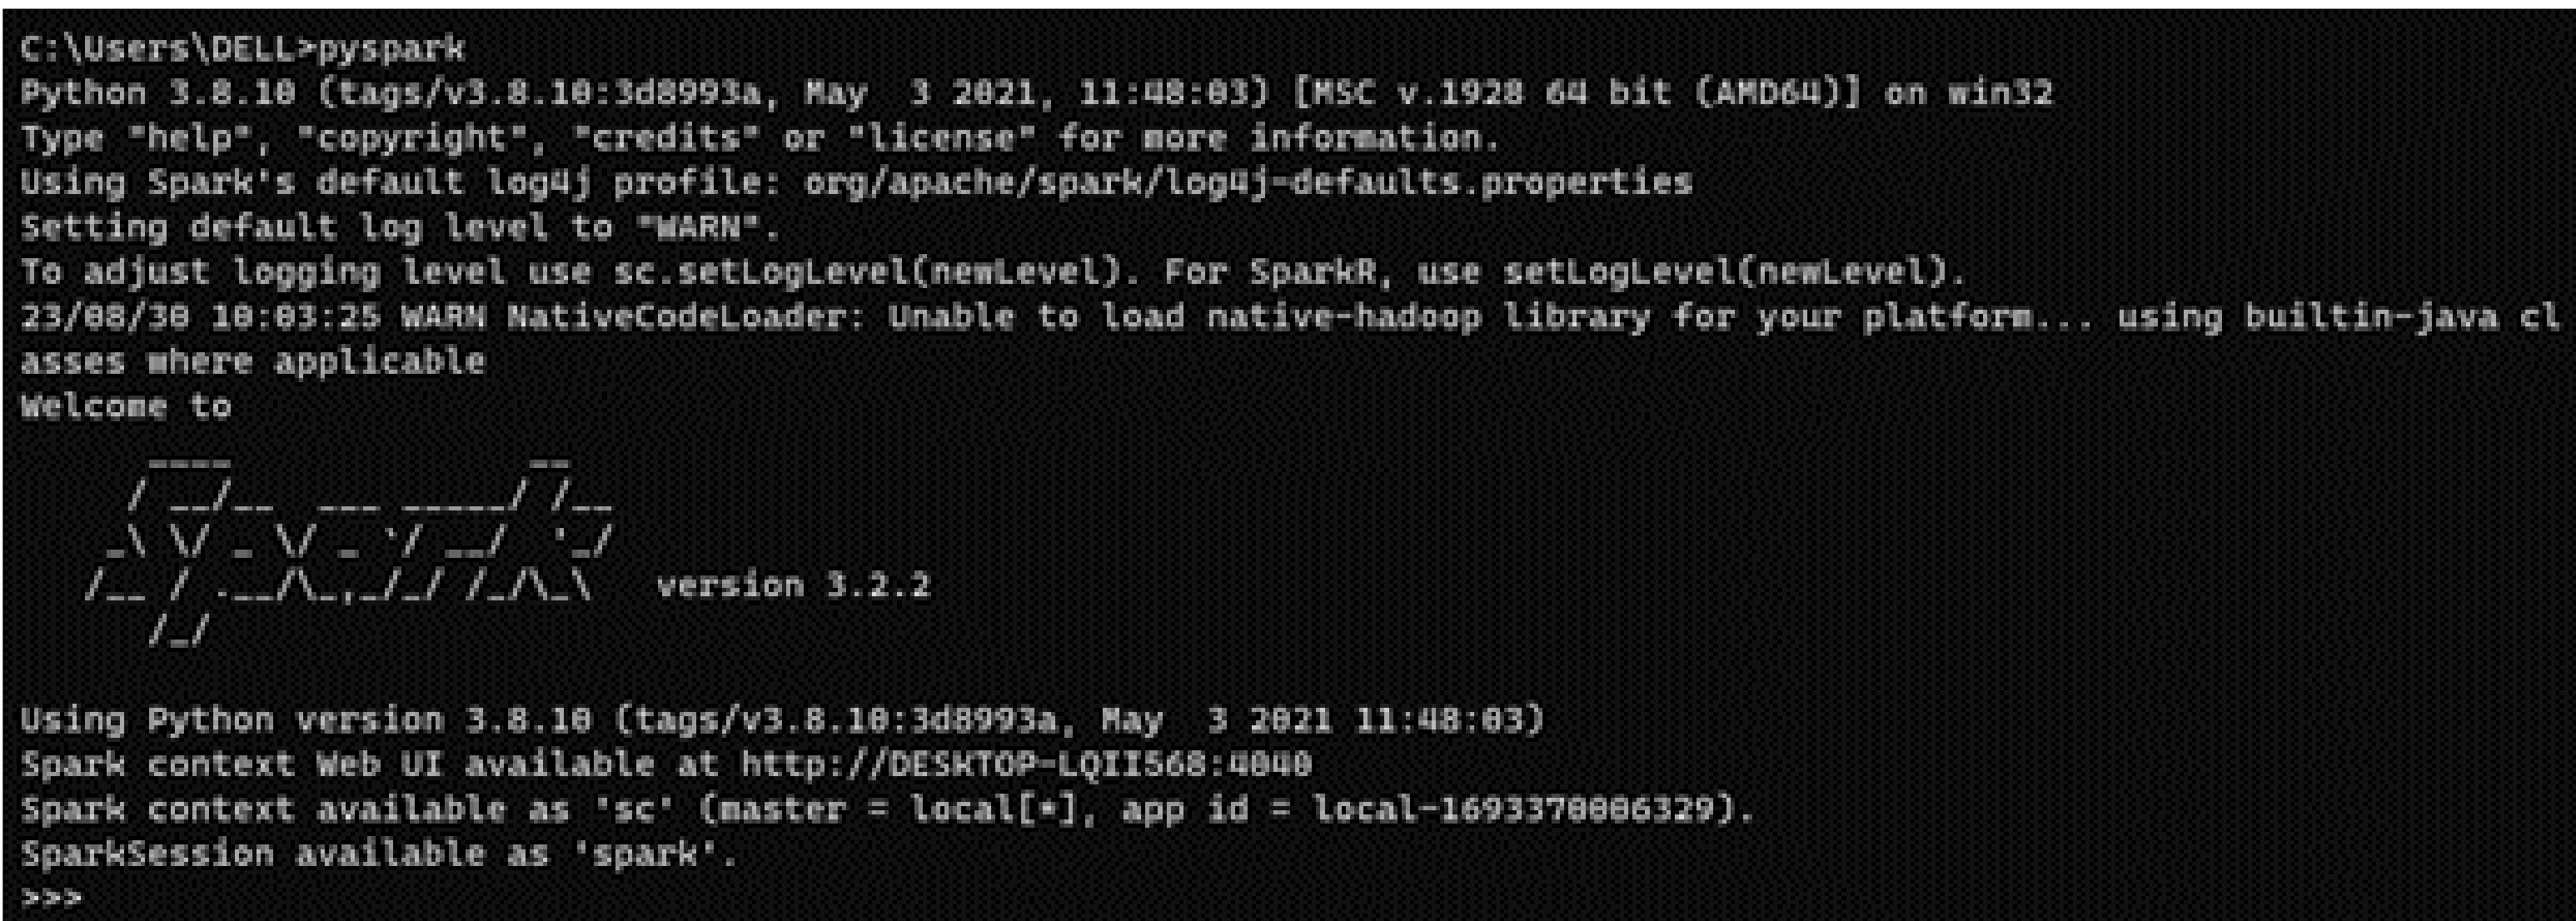 C:\Users\DELL>pyspark
Python 3.8.10 (tags/v3.8.10:3d8993a, May  3 2021, 11:48:03) [MSC v.1928 64 bit (AMD64)] on win32
Type "help", "copyright", "credits" or "license" for more information.
Using Spark's default log4j profile: org/apache/spark/log4j-defaults.properties
Setting default log level to "WARN".
To adjust logging level use sc.setLogLevel(newLevel). For SparkR, use setLogLevel(newLevel).
23/08/30 10:03:25 WARN NativeCodeLoader: Unable to load native-hadoop library for your platform... using builtin-java cl
asses where applicable
Welcome to
      ____              __
     / __/__  ___ _____/ /__
    _\ \/ _ \/ _ `/ __/  '_/
   /__ / .__/\_,_/_/ /_/\_\   version 3.2.2
      /_/

Using Python version 3.8.10 (tags/v3.8.10:3d8993a, May  3 2021 11:48:03)
Spark context Web UI available at http://DESKTOP-LQII568:4040
Spark context available as 'sc' (master = local[*], app id = local-1693370006329).
SparkSession available as 'spark'.
>>>